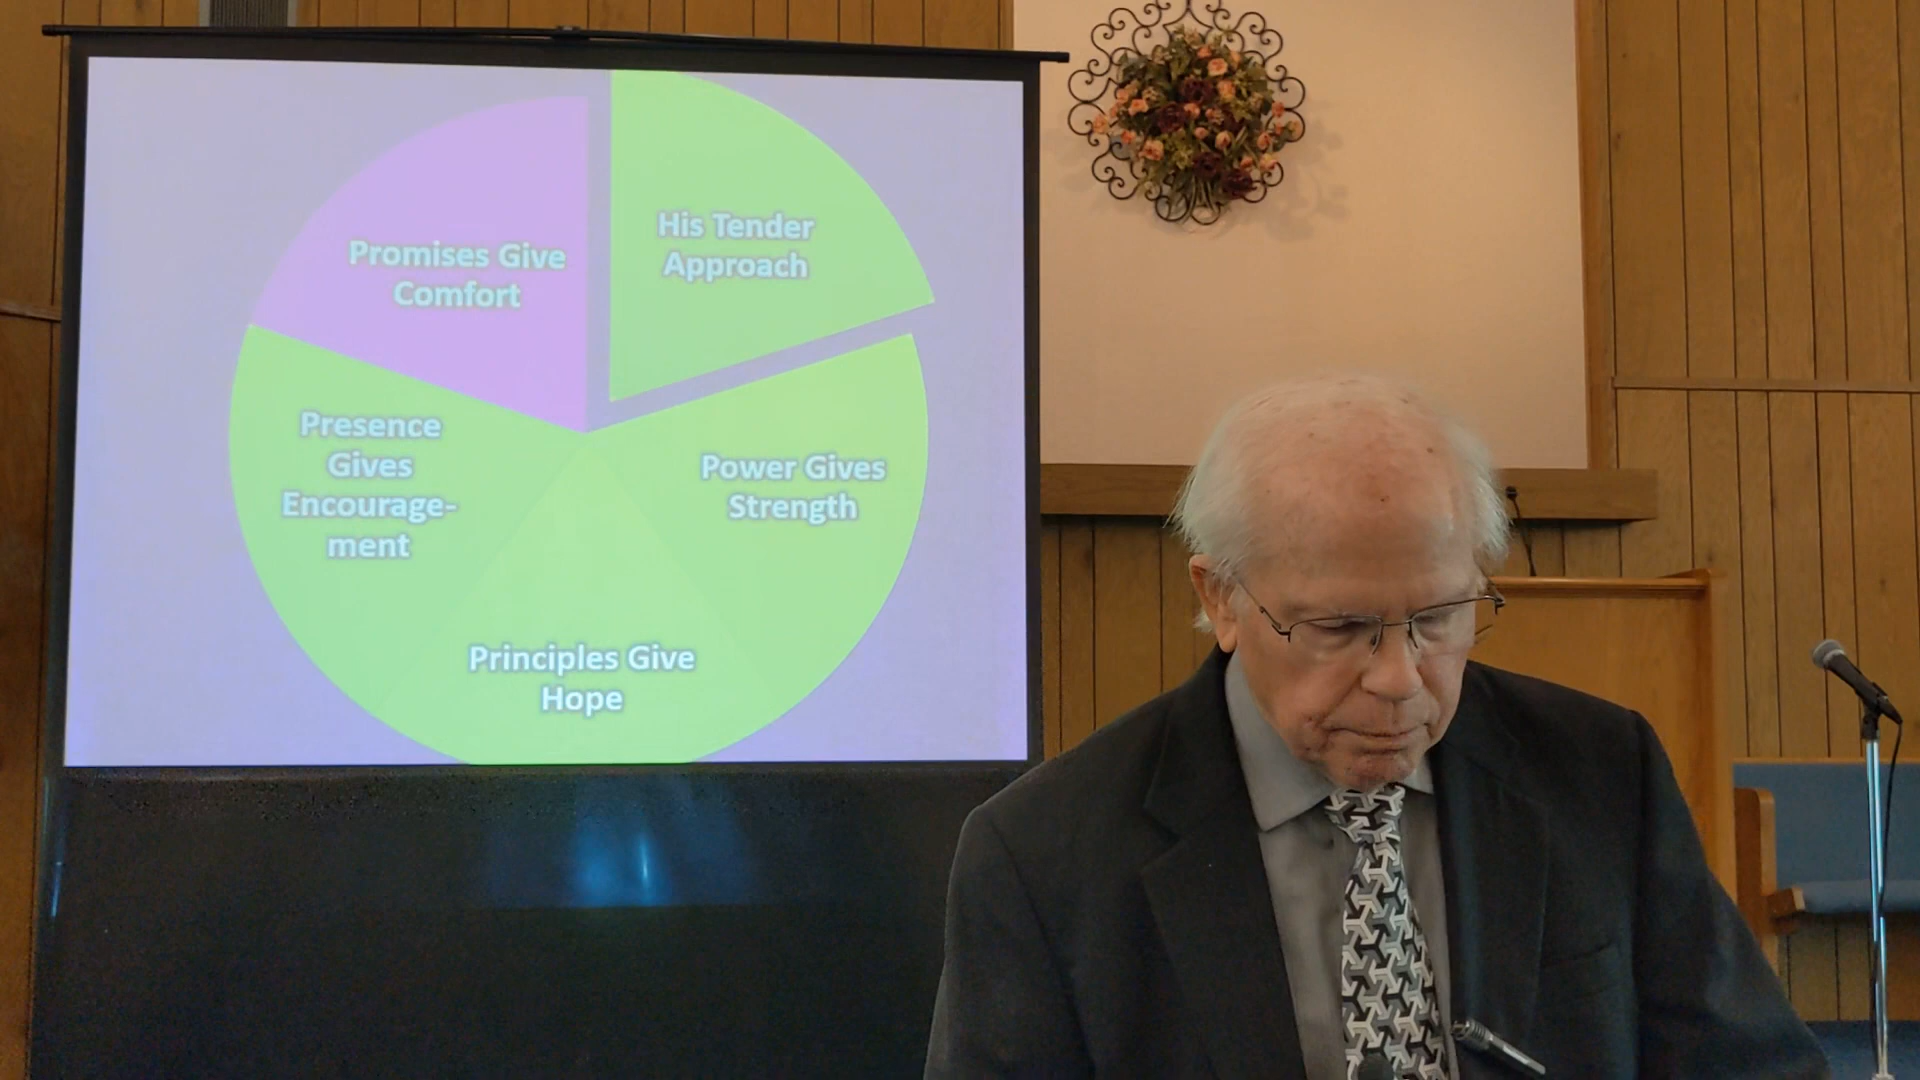 His Tender
Approach
Promises Give
Comfort
Presence
Gives
Encourage-
ment
Power Gives
Strength
Principles Give
Hope